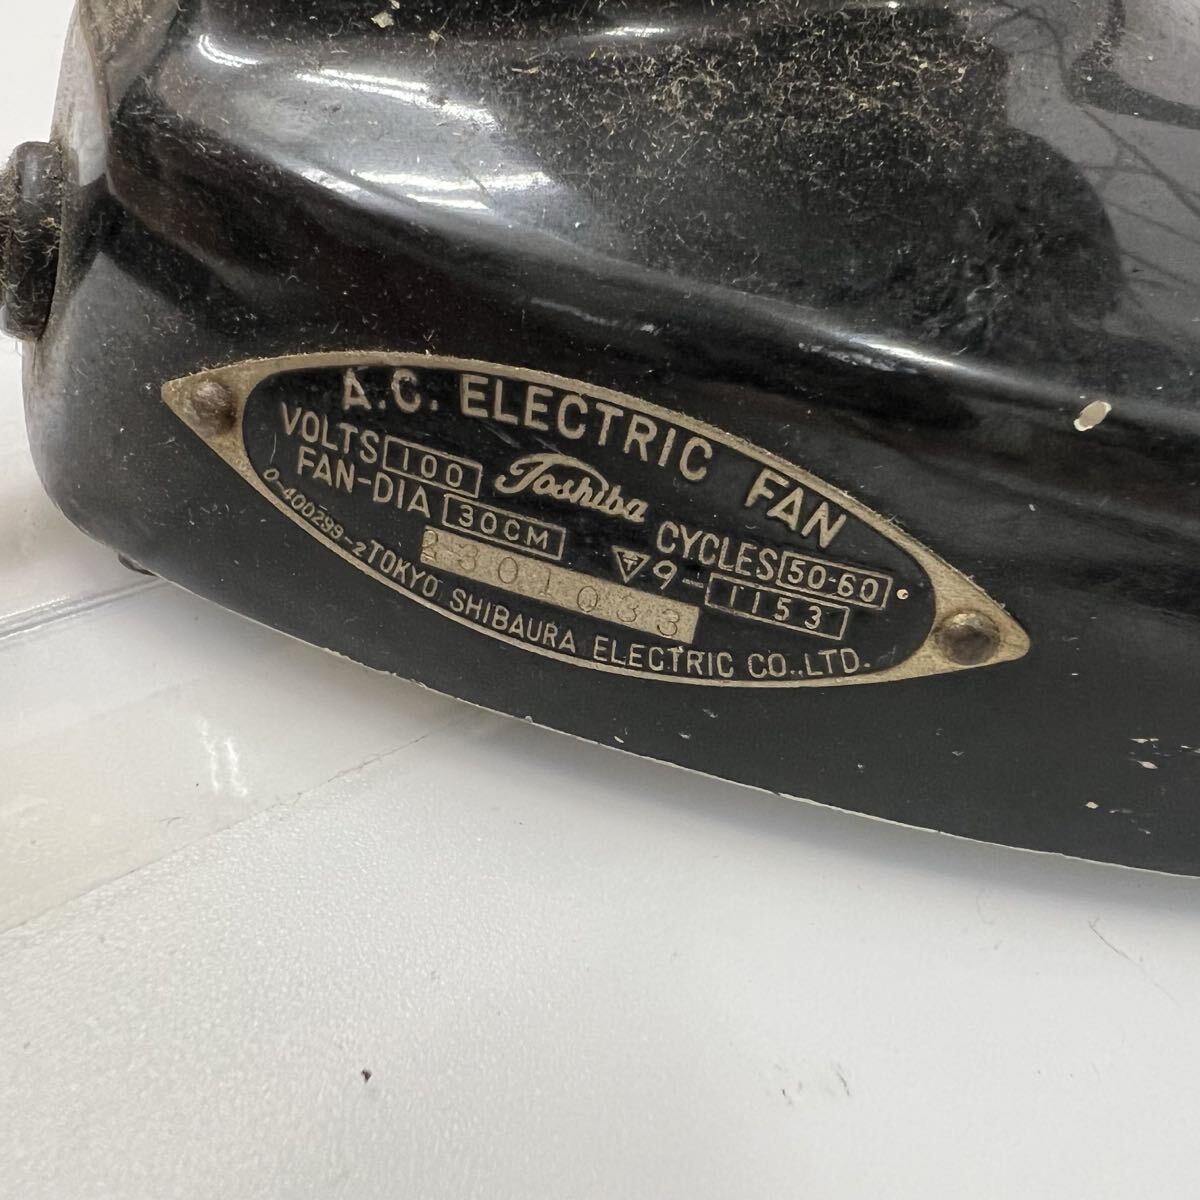 A.C. ELECTRIC FAN
VOLTS 100 Toshiba CYCLES 50-60
FAN-DIA 30CM 〒 9-1153
2301033
0-400299-2 TOKYO SHIBAURA ELECTRIC CO.,LTD.